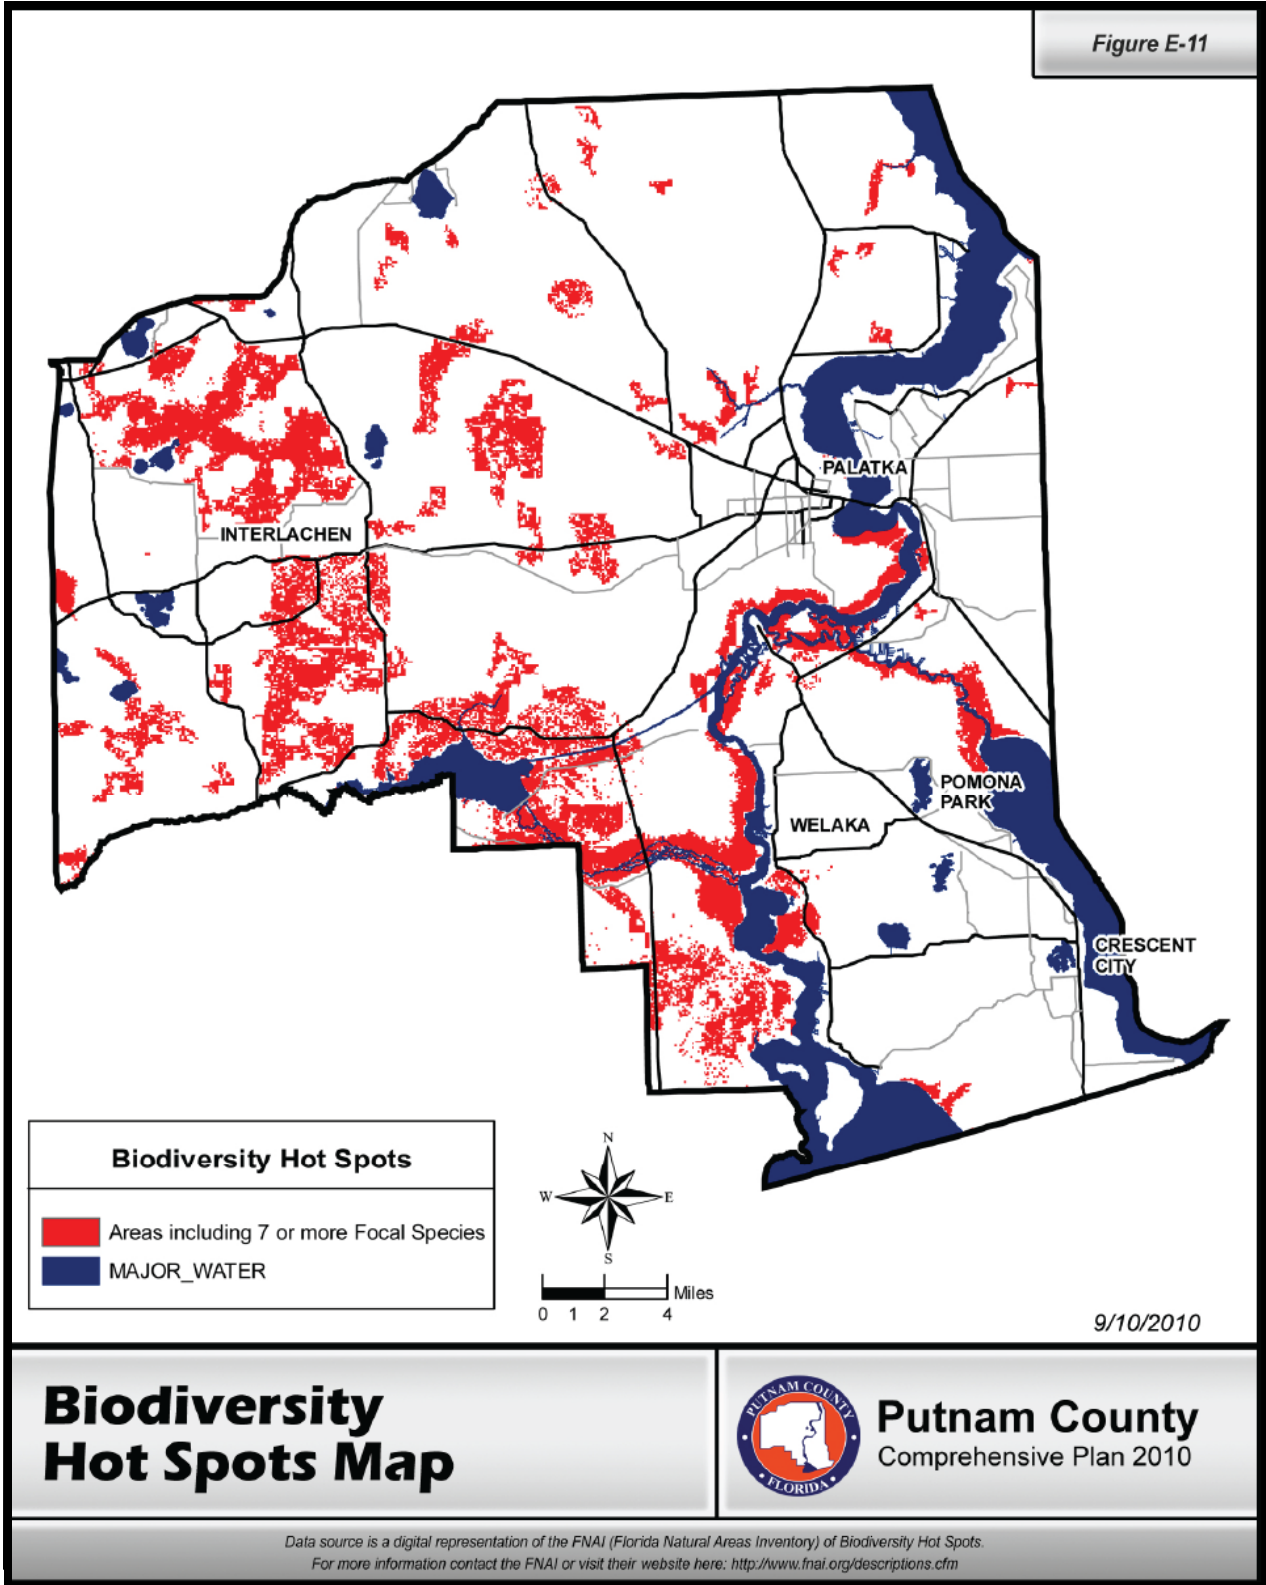 Figure E-11
PALATKA
INTERLACHEN
POMONA
PARK
WELAKA
CRESCENT
CITY
Biodiversity Hot Spots
Areas including 7 or more Focal Species
MAJOR_WATER
N
W
E
S
Miles
0 1 2 4
9/10/2010
Biodiversity
Hot Spots Map
PUTNAM COUNTY
FLORIDA
Putnam County
Comprehensive Plan 2010
Data source is a digital representation of the FNAI (Florida Natural Areas Inventory) of Biodiversity Hot Spots.
For more information contact the FNAI or visit their website here: http://www.fnai.org/descriptions.cfm